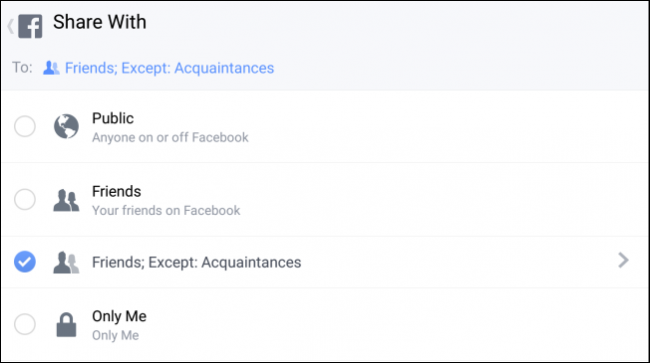 Share With
To: Friends; Except: Acquaintances
Public
Anyone on or off Facebook
Friends
Your friends on Facebook
Friends; Except: Acquaintances
Only Me
Only Me